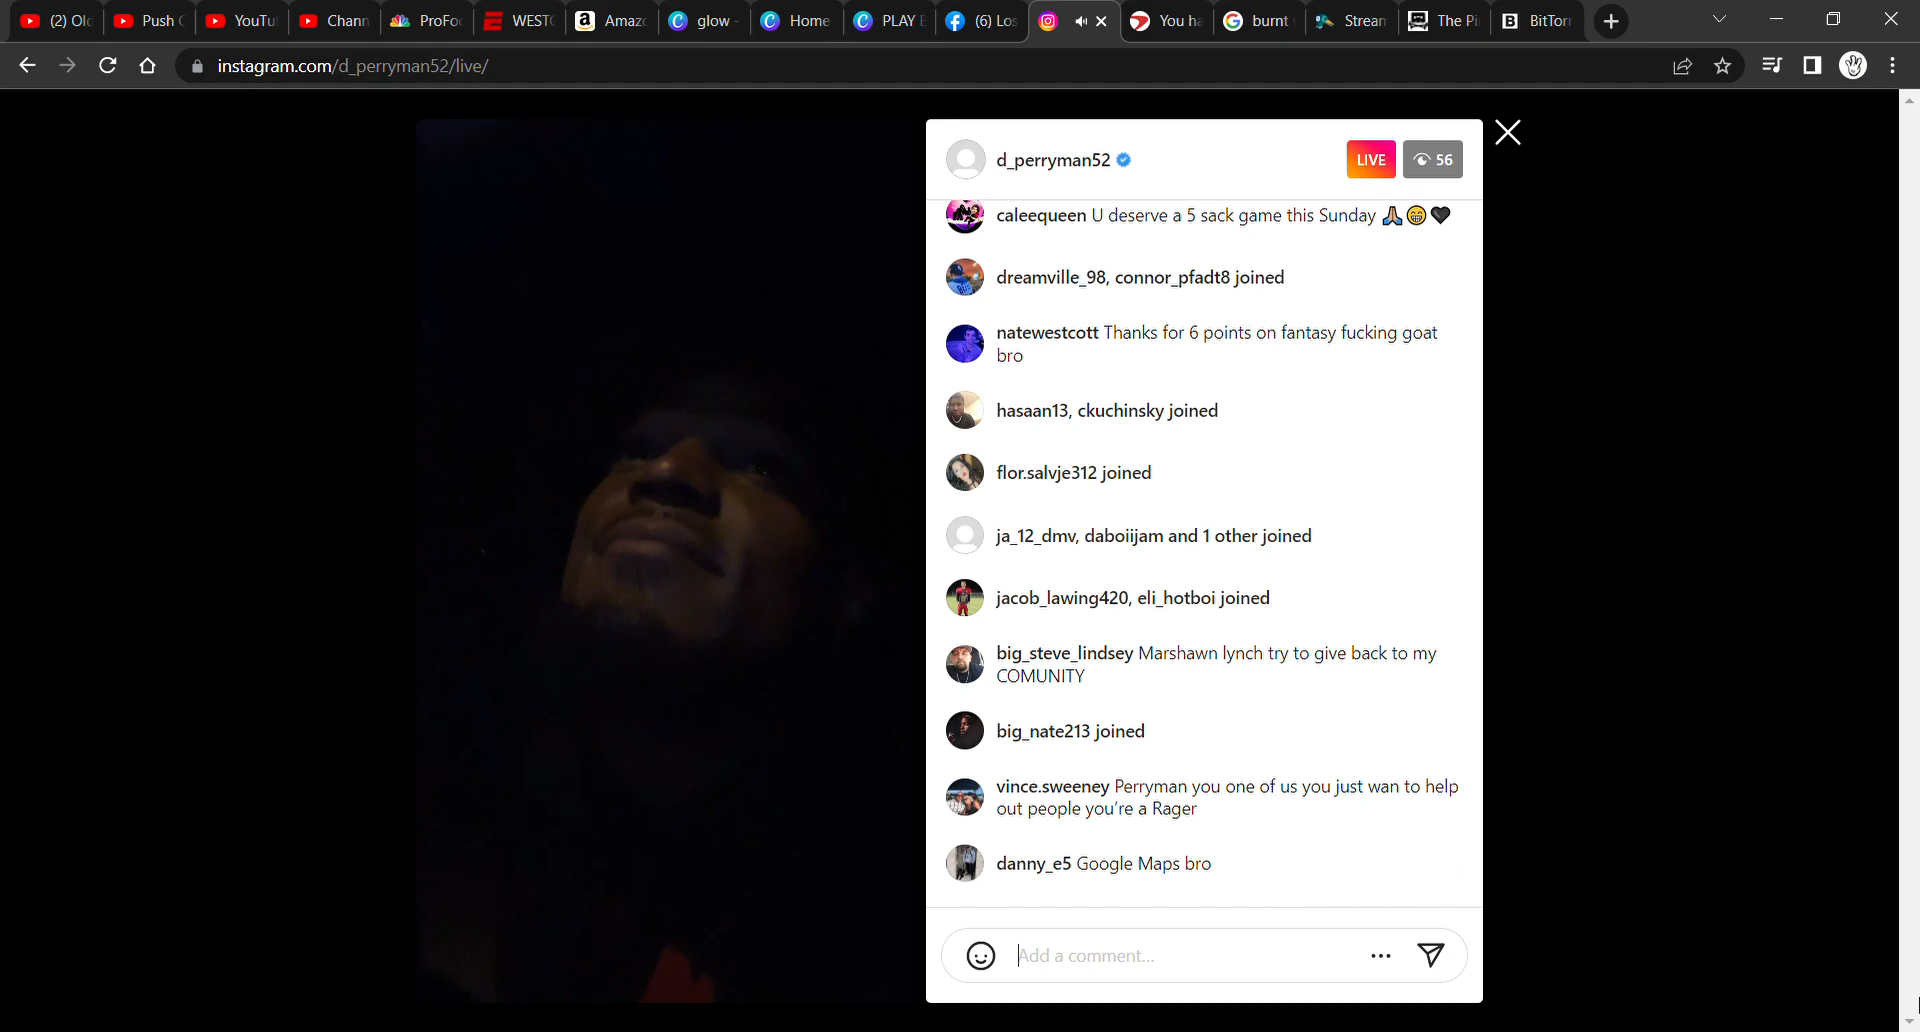 (2) Old
Push
YouTu
Chann
ProFo
WEST
Amaz
glow -
Home
PLAY
(6) Los
You ha
burnt
Stream
The Pi
BitTor
instagram.com/d_perryman52/live/
d_perryman52
LIVE
56
caleequeen U deserve a 5 sack game this Sunday 🙏🏽😁🖤
dreamville_98, connor_pfadt8 joined
natewestcott Thanks for 6 points on fantasy fucking goat
bro
hasaan13, ckuchinsky joined
flor.salvje312 joined
ja_12_dmv, daboiijam and 1 other joined
jacob_lawing420, eli_hotboi joined
big_steve_lindsey Marshawn lynch try to give back to my
COMUNITY
big_nate213 joined
vince.sweeney Perryman you one of us you just wan to help
out people you're a Rager
danny_e5 Google Maps bro
Add a comment...